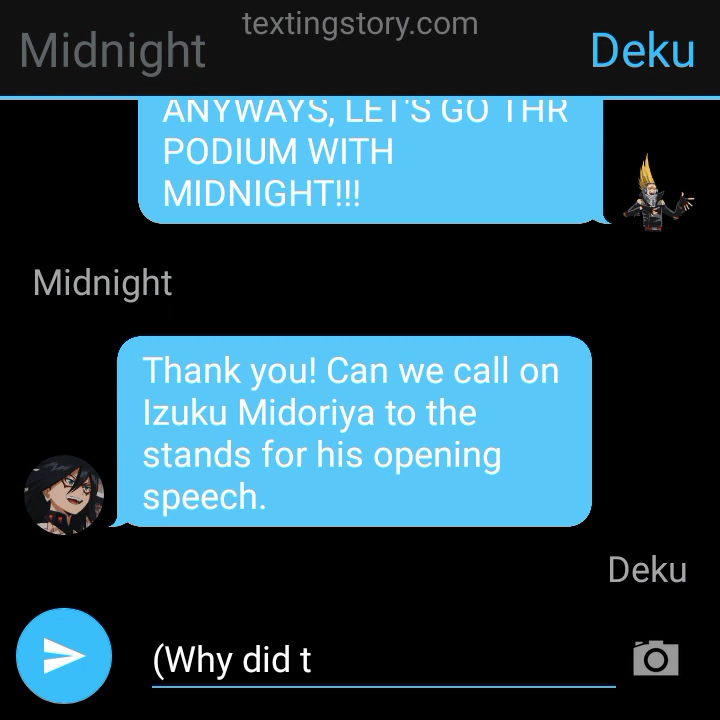 textingstory.com
Midnight
Deku
ANYWAYS, LET'S GO THR
PODIUM WITH
MIDNIGHT!!!
Midnight
Thank you! Can we call on
Izuku Midoriya to the
stands for his opening
speech.
Deku
(Why did t